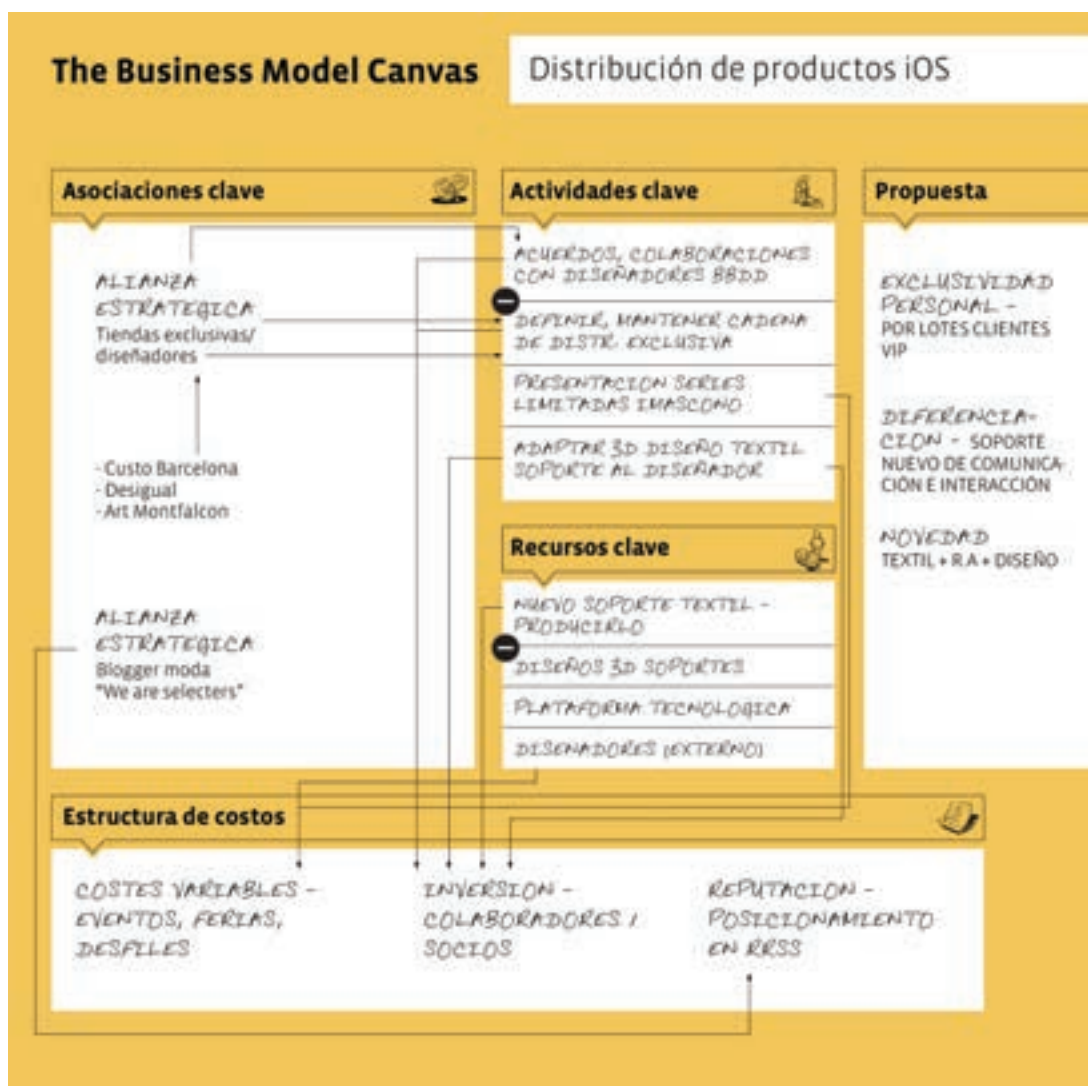 The Business Model Canvas
Distribución de productos iOS
Asociaciones clave
ALIANZA
ESTRATEGICA
Tiendas exclusivas/
diseñadores
- Custo Barcelona
- Desigual
- Art Montfalcon
ALIANZA
ESTRATEGICA
Blogger moda
"We are selecters"
Actividades clave
ACUERDOS, COLABORACIONES
CON DISEÑADORES BBDD
DEFINIR, MANTENER CADENA
DE DISTR. EXCLUSIVA
PRESENTACION SERIES
LIMITADAS IMASCONO
ADAPTAR 3D DISEÑO TEXTIL
SOPORTE AL DISEÑADOR
Recursos clave
NUEVO SOPORTE TEXTIL -
PRODUCIRLO
DISEÑOS 3D SOPORTES
PLATAFORMA TECNOLOGICA
DISENADORES (EXTERNO)
Propuesta
EXCLUSIVIDAD
PERSONAL -
POR LOTES CLIENTES
VIP
DIFERENCIA-
CION - SOPORTE
NUEVO DE COMUNICA-
CIÓN E INTERACCIÓN
NOVEDAD
TEXTIL + R.A + DISEÑO
Estructura de costos
COSTES VARIABLES -
EVENTOS, FERIAS,
DESFILES
INVERSION -
COLABORADORES /
SOCIOS
REPUTACION -
POSICIONAMIENTO
EN RRSS